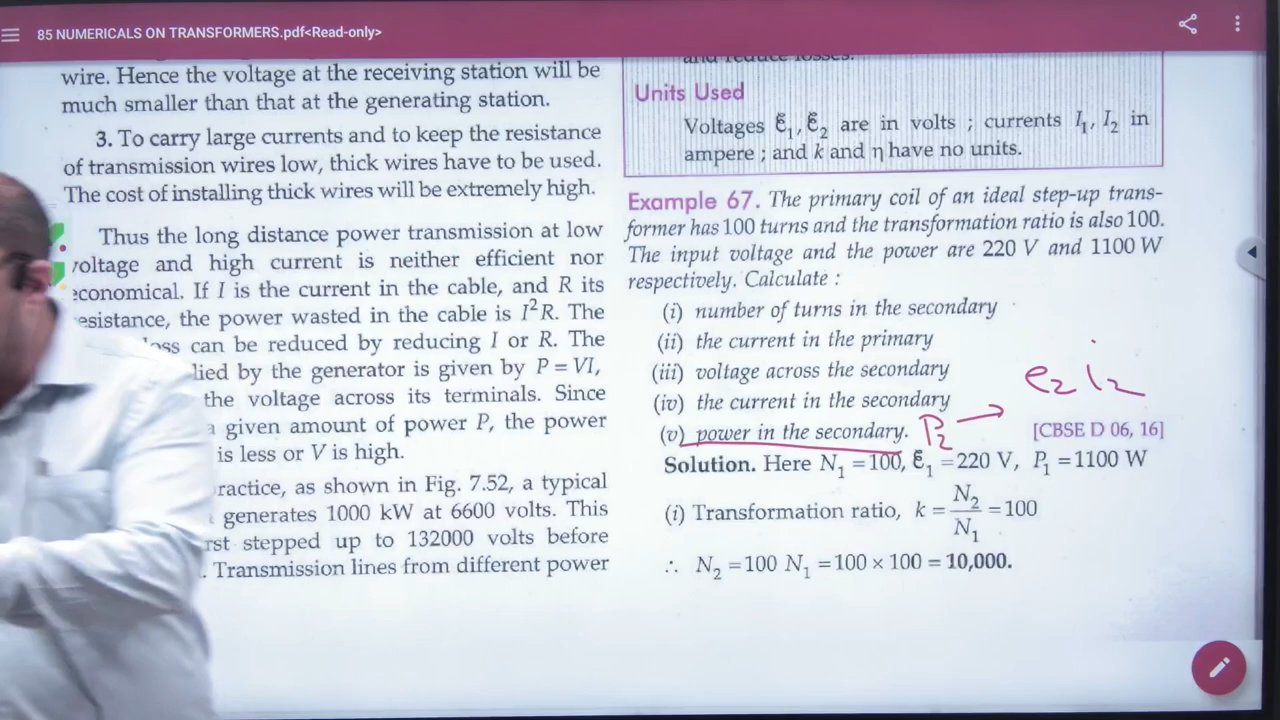 85 NUMERICALS ON TRANSFORMERS.pdf<Read-only>
wire. Hence the voltage at the receiving station will be
much smaller than that at the generating station.
3. To carry large currents and to keep the resistance
of transmission wires low, thick wires have to be used.
The cost of installing thick wires will be extremely high.
Thus the long distance power transmission at low
voltage and high current is neither efficient nor
economical. If I is the current in the cable, and R its
resistance, the power wasted in the cable is I²R. The
loss can be reduced by reducing I or R. The
lied by the generator is given by P = VI,
the voltage across its terminals. Since
a given amount of power P, the power
is less or V is high.
ractice, as shown in Fig. 7.52, a typical
generates 1000 kW at 6600 volts. This
rst stepped up to 132000 volts before
. Transmission lines from different power
and reduce losses.
Units Used
Voltages ℰ₁, ℰ₂ are in volts ; currents I₁, I₂ in
ampere ; and k and η have no units.
Example 67. The primary coil of an ideal step-up trans-
former has 100 turns and the transformation ratio is also 100.
The input voltage and the power are 220 V and 1100 W
respectively. Calculate :
(i) number of turns in the secondary
(ii) the current in the primary
(iii) voltage across the secondary
(iv) the current in the secondary
(v) power in the secondary. P₂ → e₂ i₂
[CBSE D 06, 16]
Solution. Here N₁ = 100, ℰ₁ = 220 V, P₁ = 1100 W
(i) Transformation ratio, k = N₂/N₁ = 100
∴ N₂ = 100 N₁ = 100 × 100 = 10,000.